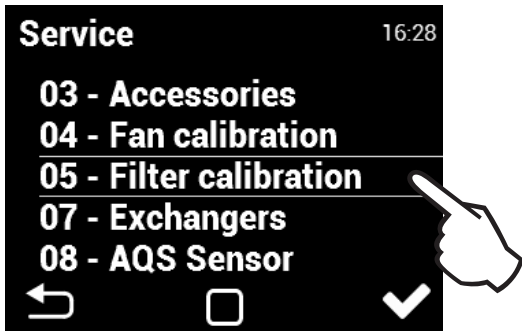 Service
16:28
03 - Accessories
04 - Fan calibration
05 - Filter calibration
07 - Exchangers
08 - AQS Sensor